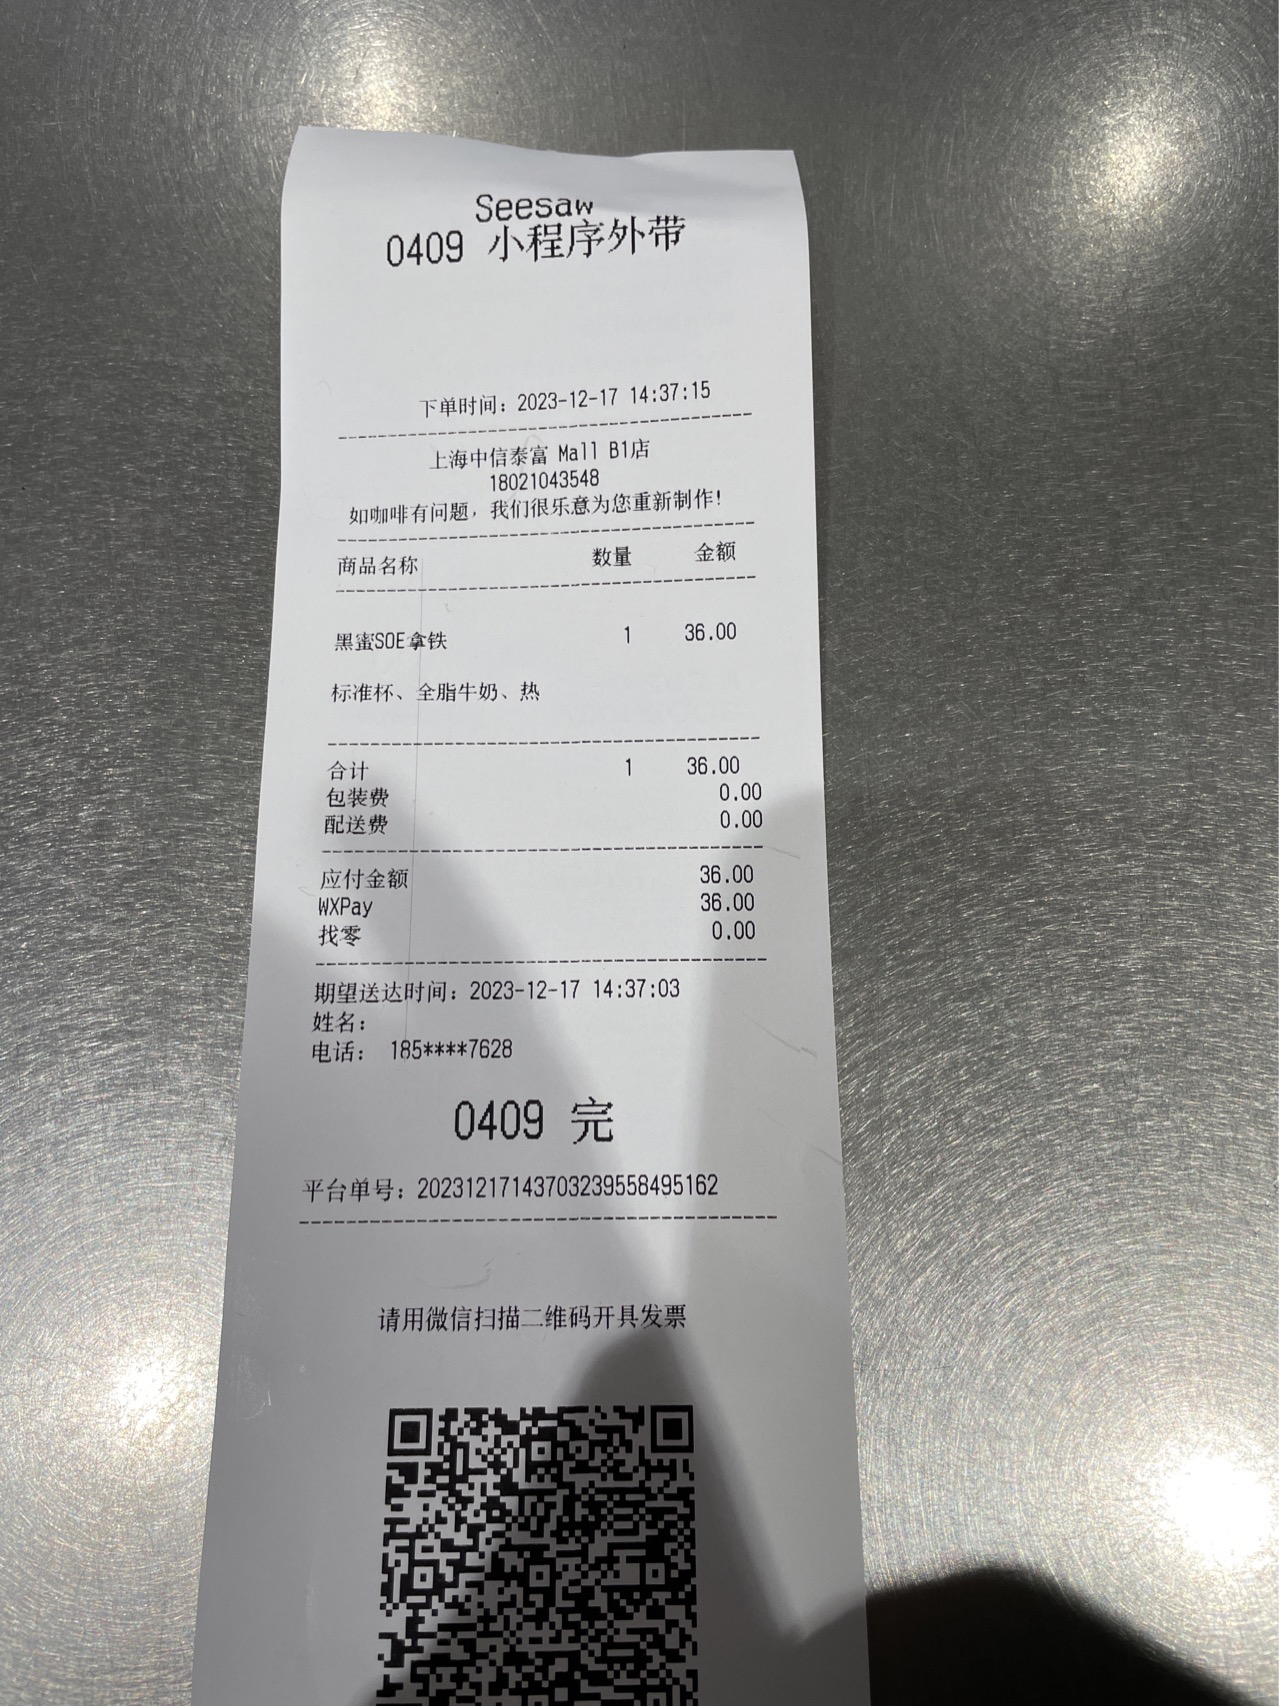 Seesaw
0409 小程序外带
下单时间：2023-12-17 14:37:15
上海中信泰富 Mall B1店
18021043548
如咖啡有问题，我们很乐意为您重新制作！
商品名称 数量 金额
黑蜜SOE拿铁 1 36.00
标准杯、全脂牛奶、热
合计 1 36.00
包装费 0.00
配送费 0.00
应付金额 36.00
WXPay 36.00
找零 0.00
期望送达时间：2023-12-17 14:37:03
姓名：
电话： 185****7628
0409 完
平台单号：202312171437032395584951​62
请用微信扫描二维码开具发票